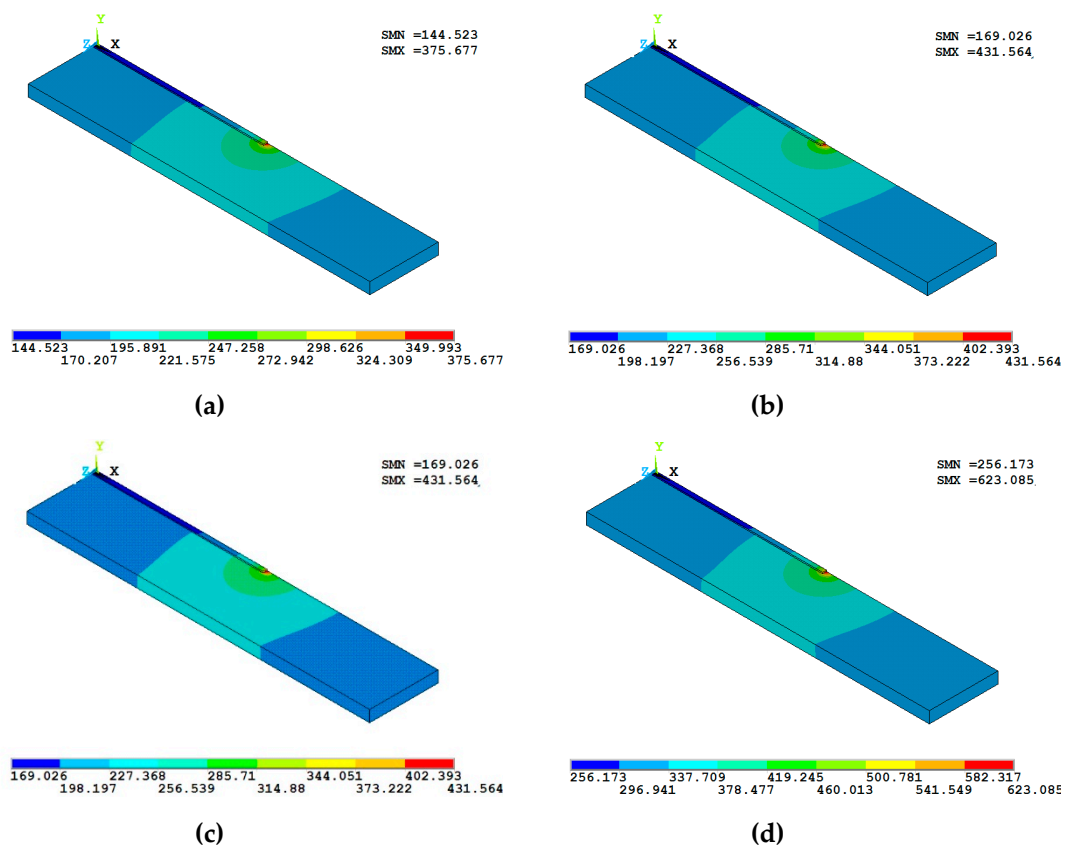 Y
Z X
SMN =144.523
SMX =375.677
144.523 195.891 247.258 298.626 349.993
170.207 221.575 272.942 324.309 375.677
(a)
Y
Z X
SMN =169.026
SMX =431.564
169.026 227.368 285.71 344.051 402.393
198.197 256.539 314.88 373.222 431.564
(b)
Y
Z X
SMN =169.026
SMX =431.564
169.026 227.368 285.71 344.051 402.393
198.197 256.539 314.88 373.222 431.564
(c)
Y
Z X
SMN =256.173
SMX =623.085
256.173 337.709 419.245 500.781 582.317
296.941 378.477 460.013 541.549 623.085
(d)